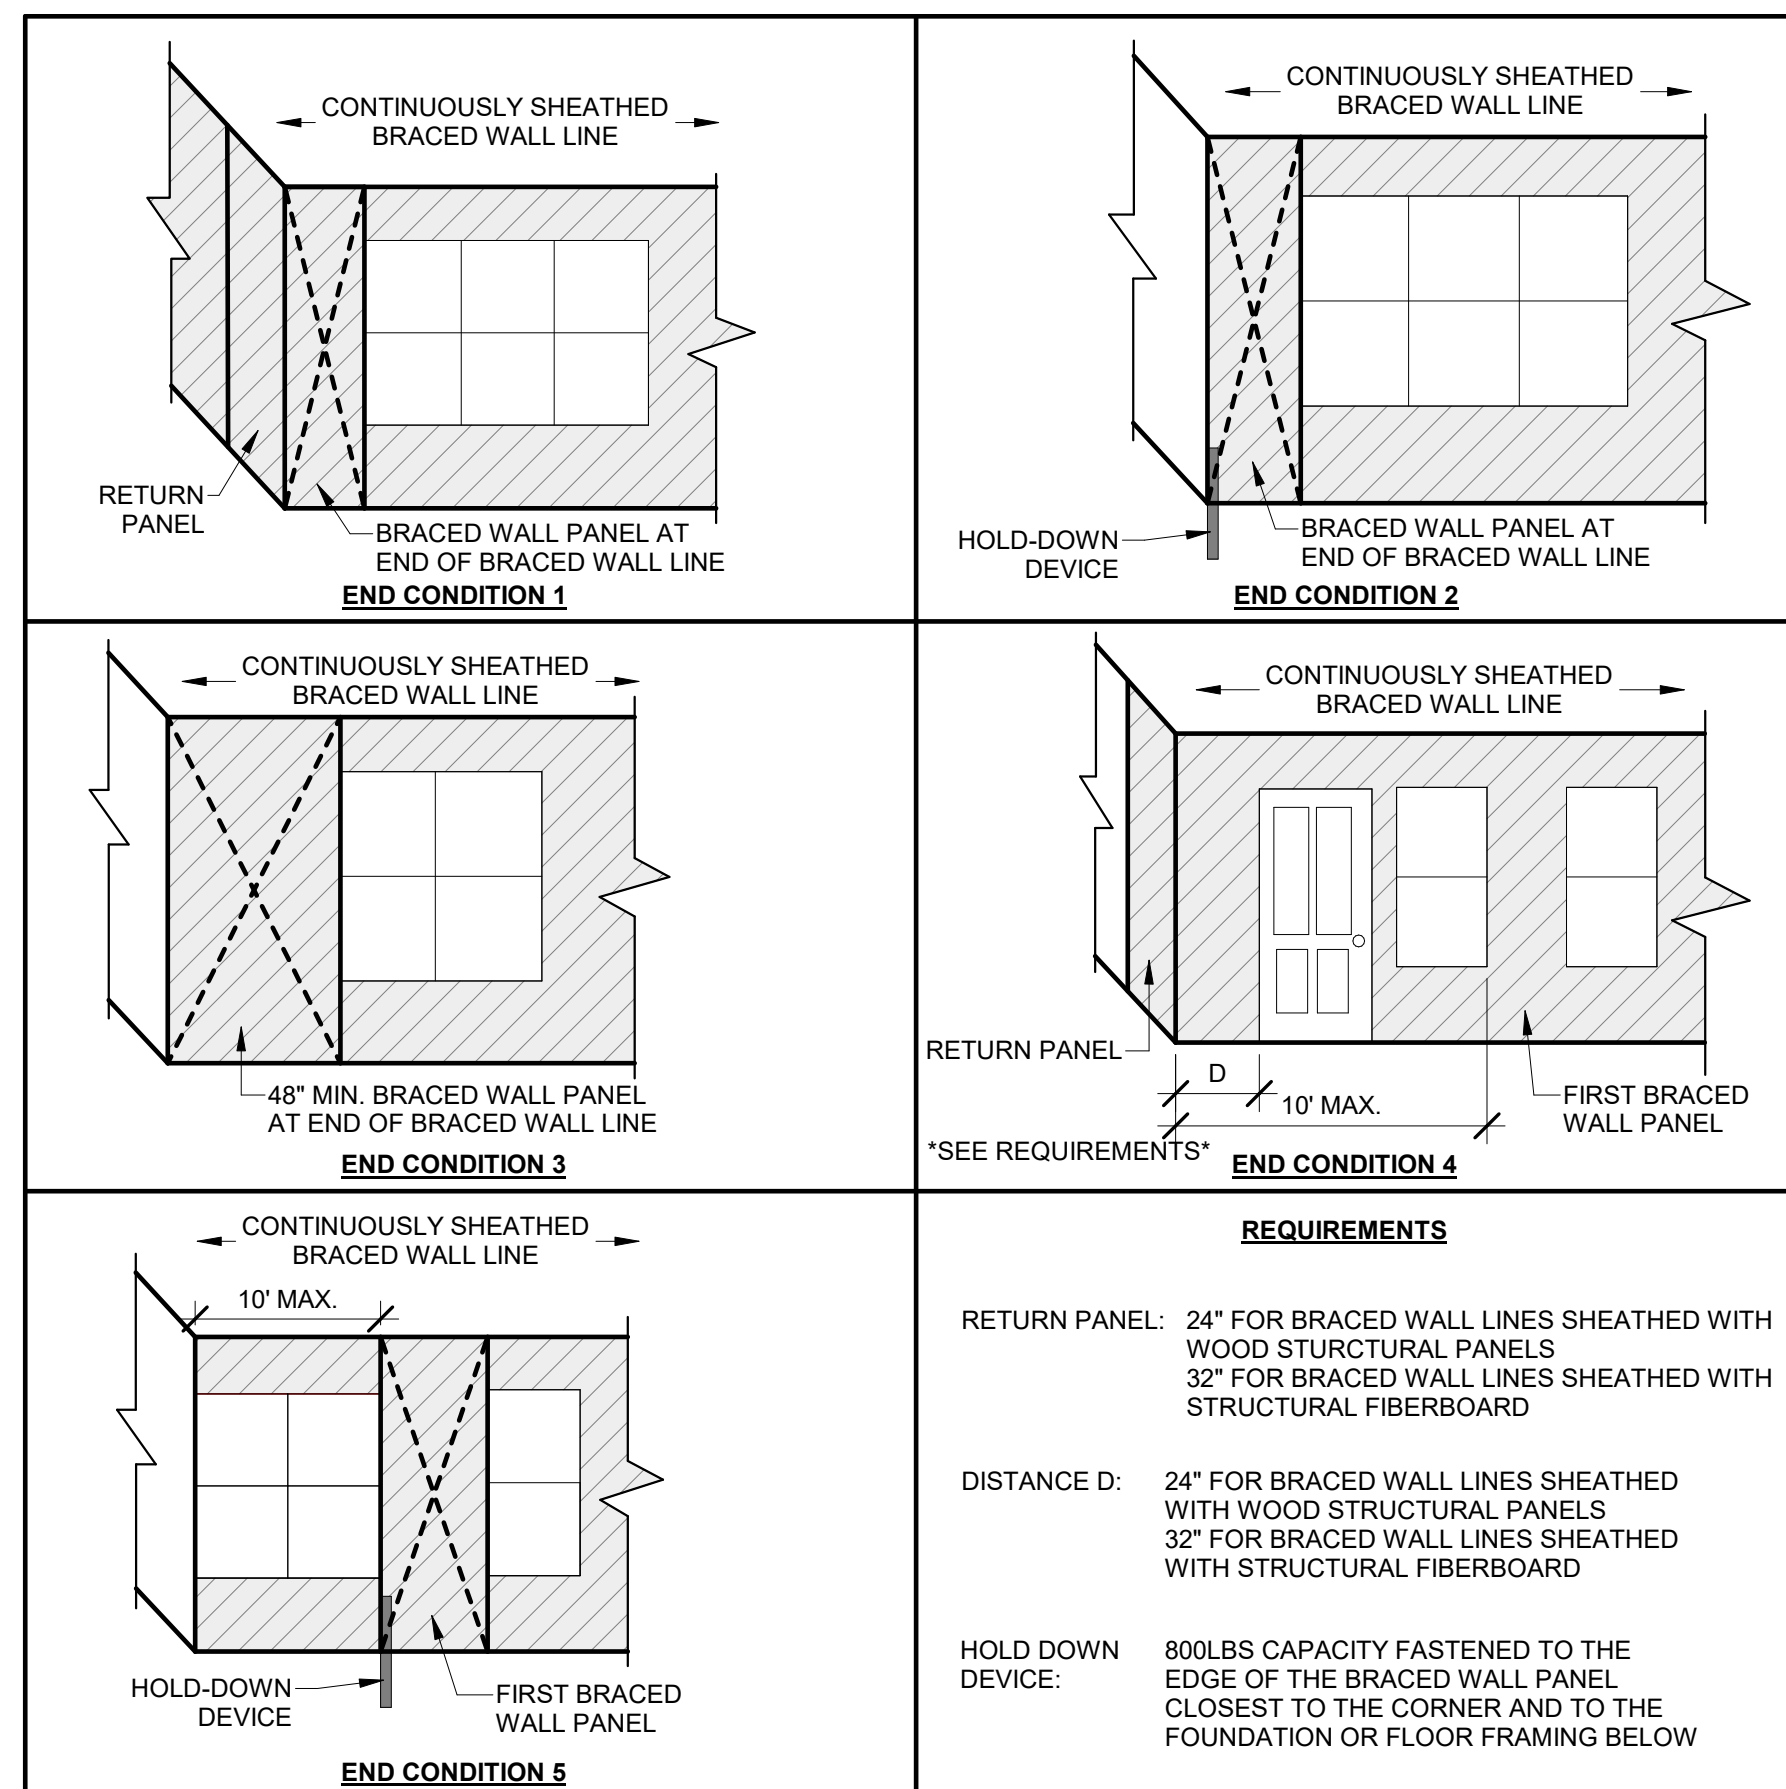 CONTINUOUSLY SHEATHED
BRACED WALL LINE
RETURN
PANEL
BRACED WALL PANEL AT
END OF BRACED WALL LINE
END CONDITION 1
CONTINUOUSLY SHEATHED
BRACED WALL LINE
HOLD-DOWN
DEVICE
BRACED WALL PANEL AT
END OF BRACED WALL LINE
END CONDITION 2
CONTINUOUSLY SHEATHED
BRACED WALL LINE
48" MIN. BRACED WALL PANEL
AT END OF BRACED WALL LINE
END CONDITION 3
CONTINUOUSLY SHEATHED
BRACED WALL LINE
RETURN PANEL
D
10' MAX.
FIRST BRACED
WALL PANEL
*SEE REQUIREMENTS*
END CONDITION 4
CONTINUOUSLY SHEATHED
BRACED WALL LINE
10' MAX.
HOLD-DOWN
DEVICE
FIRST BRACED
WALL PANEL
END CONDITION 5
REQUIREMENTS
RETURN PANEL: 24" FOR BRACED WALL LINES SHEATHED WITH
WOOD STURCTURAL PANELS
32" FOR BRACED WALL LINES SHEATHED WITH
STRUCTURAL FIBERBOARD
DISTANCE D: 24" FOR BRACED WALL LINES SHEATHED
WITH WOOD STRUCTURAL PANELS
32" FOR BRACED WALL LINES SHEATHED
WITH STRUCTURAL FIBERBOARD
HOLD DOWN 800LBS CAPACITY FASTENED TO THE
DEVICE: EDGE OF THE BRACED WALL PANEL
CLOSEST TO THE CORNER AND TO THE
FOUNDATION OR FLOOR FRAMING BELOW